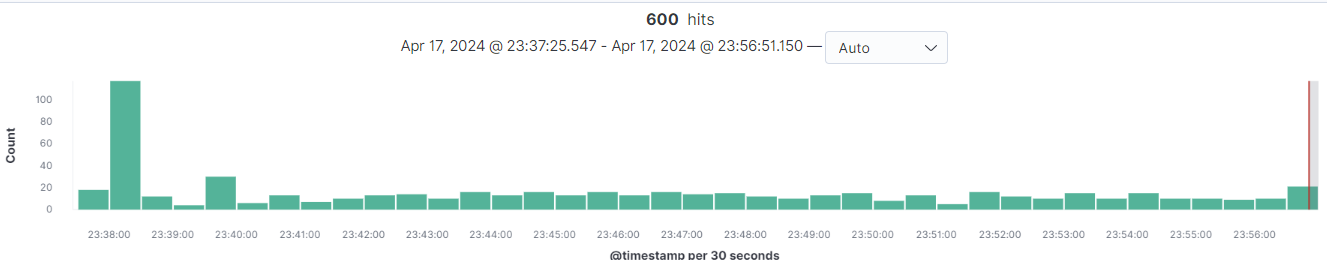 600 hits
Apr 17, 2024 @ 23:37:25.547 - Apr 17, 2024 @ 23:56:51.150 — Auto
Count
100
80
60
40
20
0
23:38:00 23:39:00 23:40:00 23:41:00 23:42:00 23:43:00 23:44:00 23:45:00 23:46:00 23:47:00 23:48:00 23:49:00 23:50:00 23:51:00 23:52:00 23:53:00 23:54:00 23:55:00 23:56:00
@timestamp per 30 seconds